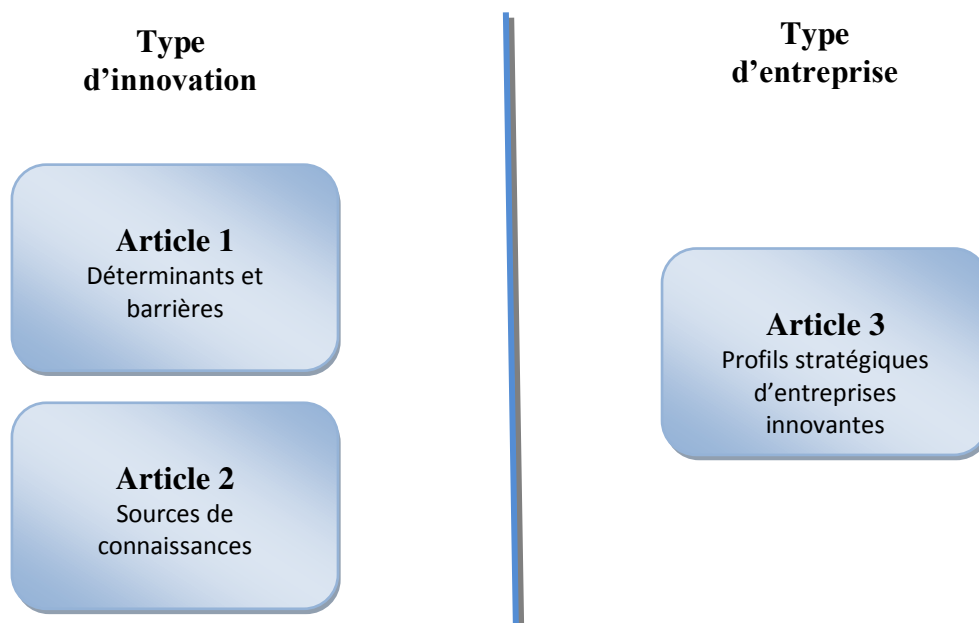 Type
d’innovation
Article 1
Déterminants et
barrières
Article 2
Sources de
connaissances
Type
d’entreprise
Article 3
Profils stratégiques
d’entreprises
innovantes